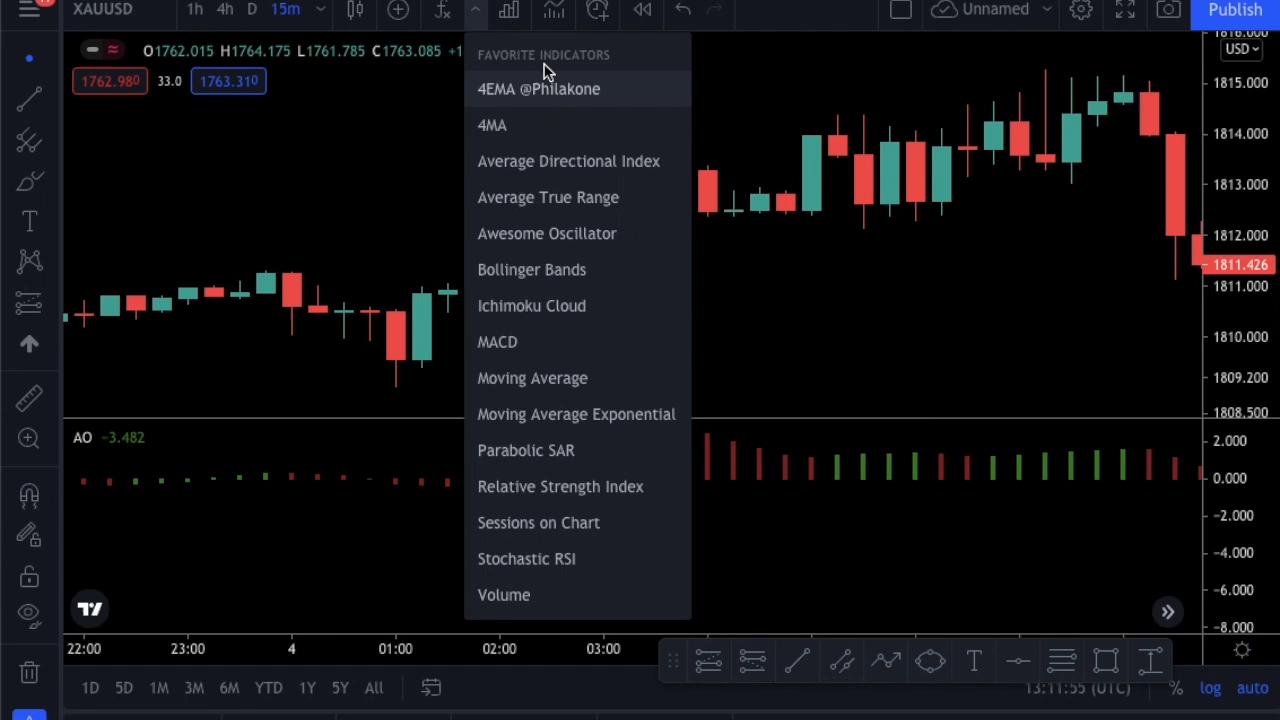 XAUUSD 1h 4h D 15m Unnamed Publish
O1762.015 H1764.175 L1761.785 C1763.085 +1
1762.980 33.0 1763.310
FAVORITE INDICATORS
4EMA @Philakone
4MA
Average Directional Index
Average True Range
Awesome Oscillator
Bollinger Bands
Ichimoku Cloud
MACD
Moving Average
Moving Average Exponential
Parabolic SAR
Relative Strength Index
Sessions on Chart
Stochastic RSI
Volume
1816.000
USD
1815.000
1814.000
1813.000
1812.000
1811.426
1811.000
1810.000
1809.200
1808.500
AO −3.482
2.000
0.000
−2.000
−4.000
−6.000
−8.000
22:00 23:00 4 01:00 02:00 03:00
1D 5D 1M 3M 6M YTD 1Y 5Y All 13:11:55 (UTC) % log auto